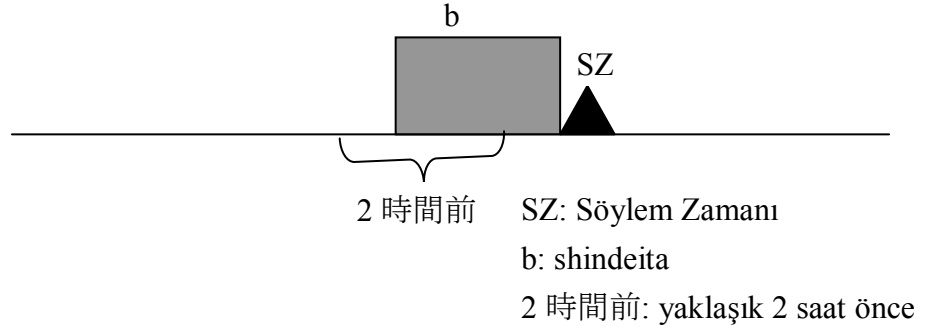 b
SZ
2 時間前
SZ: Söylem Zamanı
b: shindeita
2 時間前: yaklaşık 2 saat önce